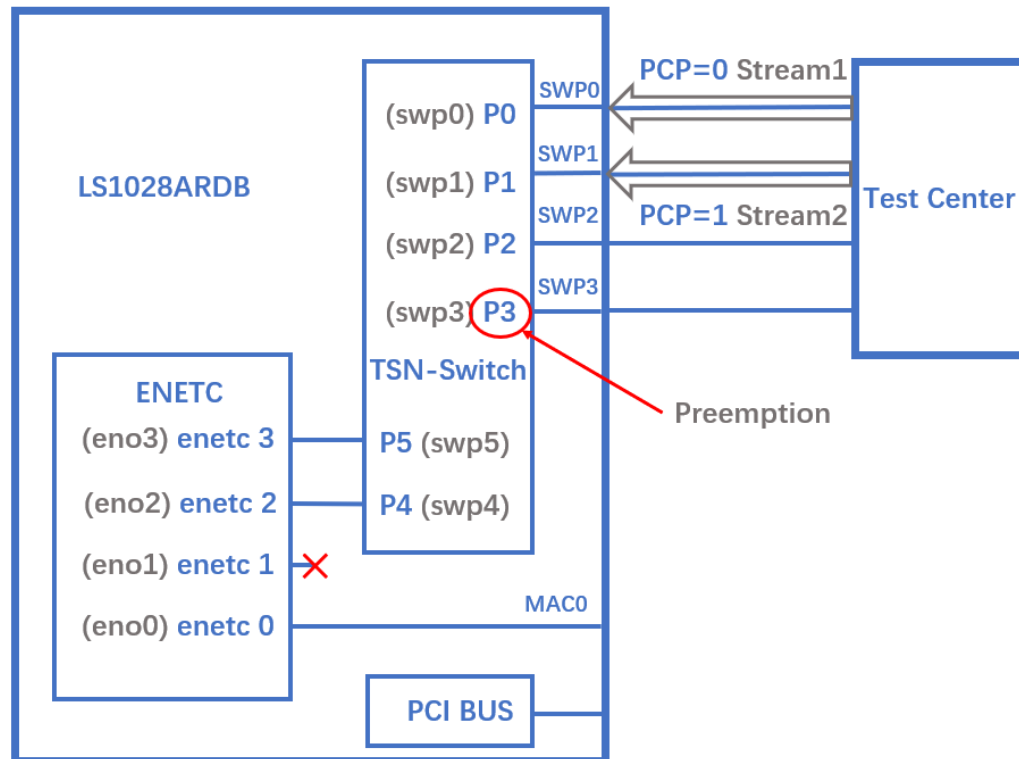 LS1028ARDB
(swp0) P0
(swp1) P1
(swp2) P2
(swp3) P3
TSN-Switch
P5 (swp5)
P4 (swp4)
SWP0
SWP1
SWP2
SWP3
PCP=0 Stream1
PCP=1 Stream2
Test Center
Preemption
ENETC
(eno3) enetc 3
(eno2) enetc 2
(eno1) enetc 1
(eno0) enetc 0
MAC0
PCI BUS